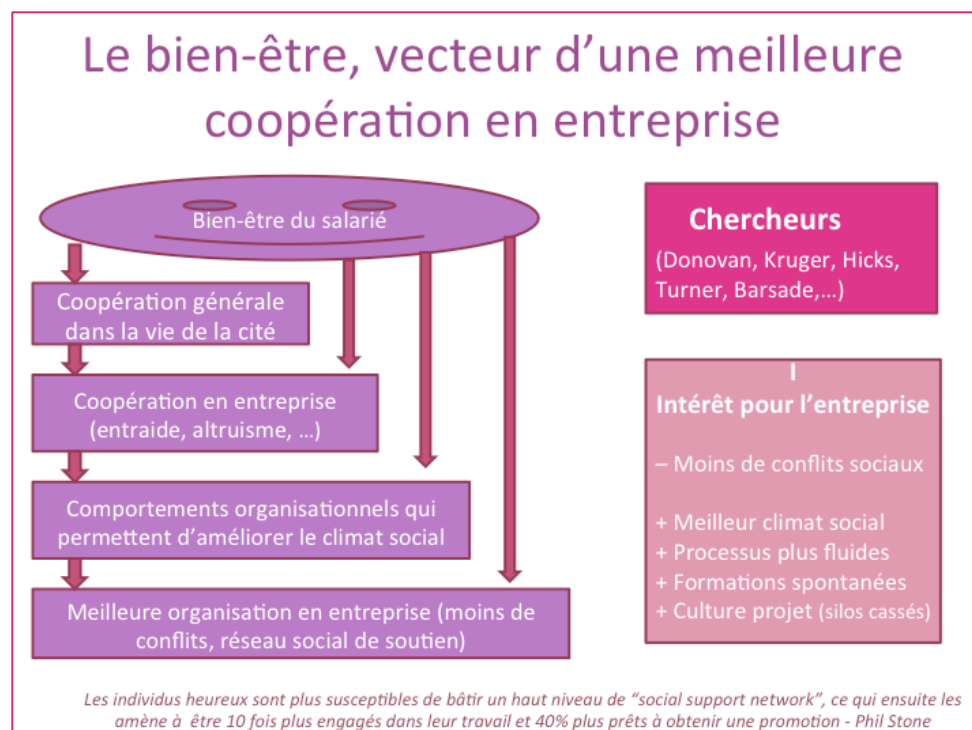 Le bien-être, vecteur d’une meilleure
coopération en entreprise
Bien-être du salarié
Coopération générale
dans la vie de la cité
Coopération en entreprise
(entraide, altruisme, …)
Comportements organisationnels qui
permettent d’améliorer le climat social
Meilleure organisation en entreprise (moins de
conflits, réseau social de soutien)
Chercheurs
(Donovan, Kruger, Hicks,
Turner, Barsade,…)
I
Intérêt pour l’entreprise
– Moins de conflits sociaux
+ Meilleur climat social
+ Processus plus fluides
+ Formations spontanées
+ Culture projet (silos cassés)
Les individus heureux sont plus susceptibles de bâtir un haut niveau de “social support network”, ce qui ensuite les
amène à être 10 fois plus engagés dans leur travail et 40% plus prêts à obtenir une promotion - Phil Stone